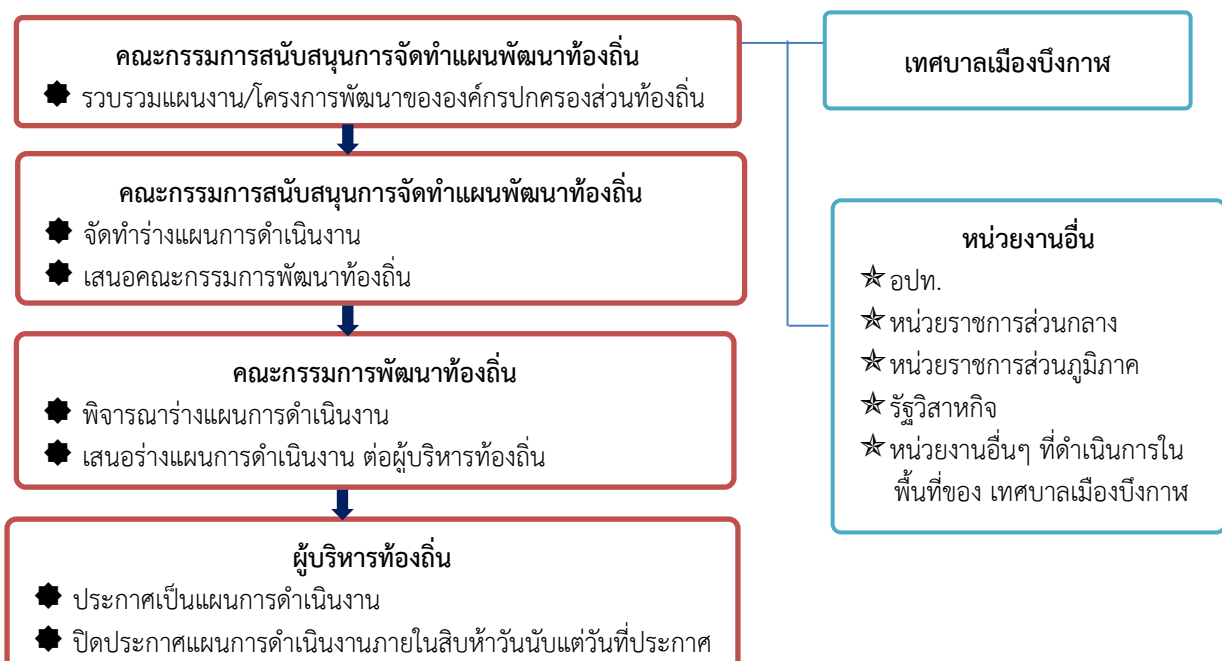 คณะกรรมการสนับสนุนการจัดทำแผนพัฒนาท้องถิ่น
รวบรวมแผนงาน/โครงการพัฒนาขององค์กรปกครองส่วนท้องถิ่น
เทศบาลเมืองบึงกาฬ
คณะกรรมการสนับสนุนการจัดทำแผนพัฒนาท้องถิ่น
จัดทำร่างแผนการดำเนินงาน
เสนอคณะกรรมการพัฒนาท้องถิ่น
หน่วยงานอื่น
อปท.
หน่วยราชการส่วนกลาง
หน่วยราชการส่วนภูมิภาค
รัฐวิสาหกิจ
หน่วยงานอื่นๆ ที่ดำเนินการใน
พื้นที่ของ เทศบาลเมืองบึงกาฬ
คณะกรรมการพัฒนาท้องถิ่น
พิจารณาร่างแผนการดำเนินงาน
เสนอร่างแผนการดำเนินงาน ต่อผู้บริหารท้องถิ่น
ผู้บริหารท้องถิ่น
ประกาศเป็นแผนการดำเนินงาน
ปิดประกาศแผนการดำเนินงานภายในสิบห้าวันนับแต่วันที่ประกาศ